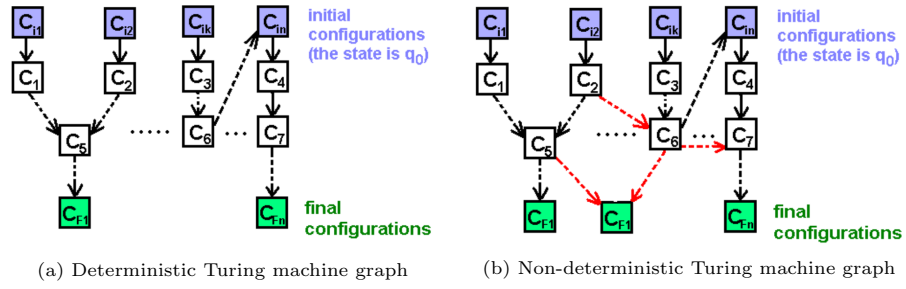 C_i1 C_i2 C_ik C_in initial
configurations
(the state is q_0)
C_1 C_2 C_3 C_4
C_5 ..... C_6 ... C_7
C_F1 C_Fn final
configurations
(a) Deterministic Turing machine graph
C_i1 C_i2 C_ik C_in initial
configurations
(the state is q_0)
C_1 C_2 C_3 C_4
C_5 ..... C_6 ... C_7
C_F1 C_F1 C_Fn final
configurations
(b) Non-deterministic Turing machine graph